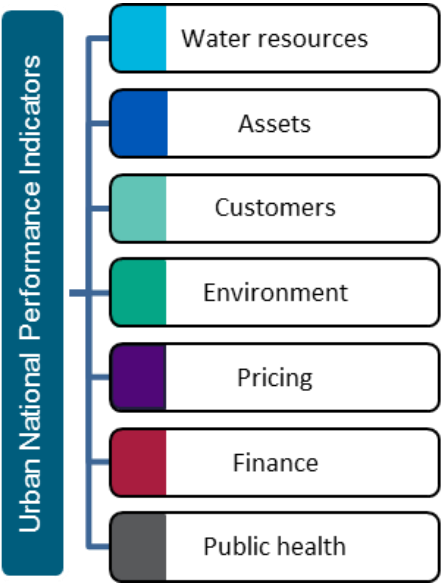 Urban National Performance Indicators
Water resources
Assets
Customers
Environment
Pricing
Finance
Public health